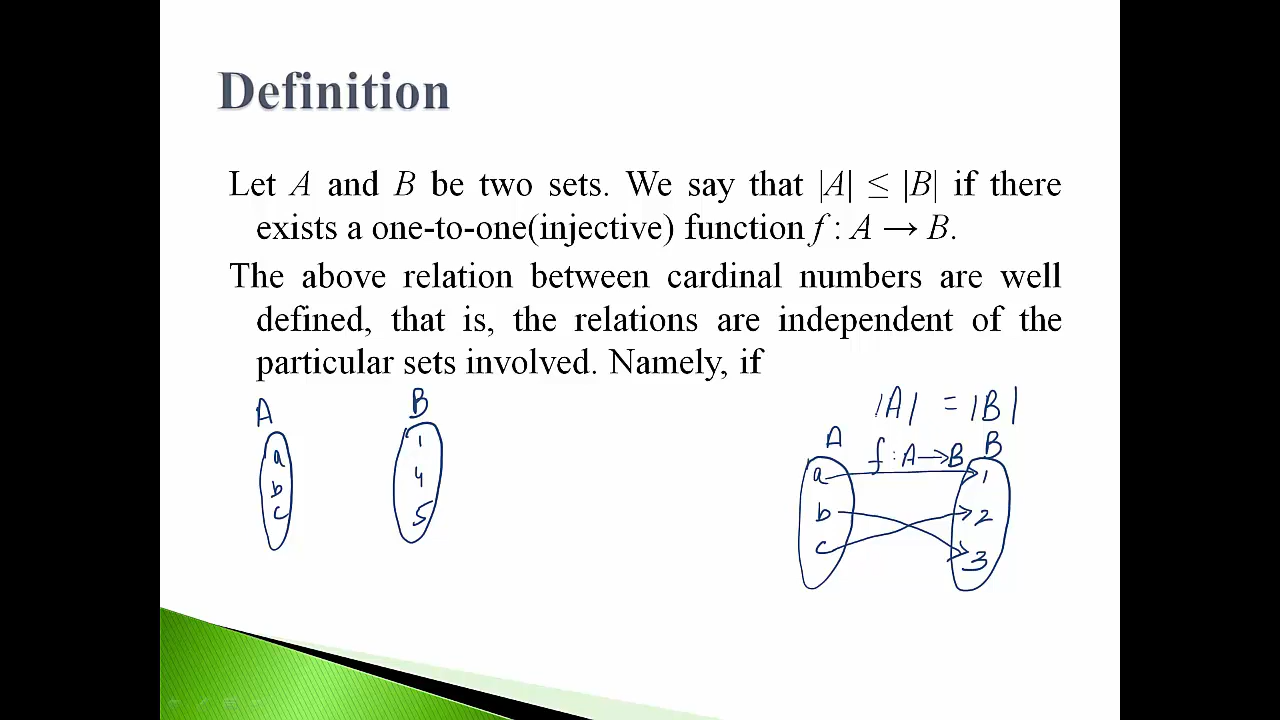 Definition
Let A and B be two sets. We say that |A| ≤ |B| if there
exists a one-to-one(injective) function f : A → B.
The above relation between cardinal numbers are well
defined, that is, the relations are independent of the
particular sets involved. Namely, if
|A| = |B|
A B
a 1
b 4
c 5
A f : A → B B
a 1
b 2
c 3